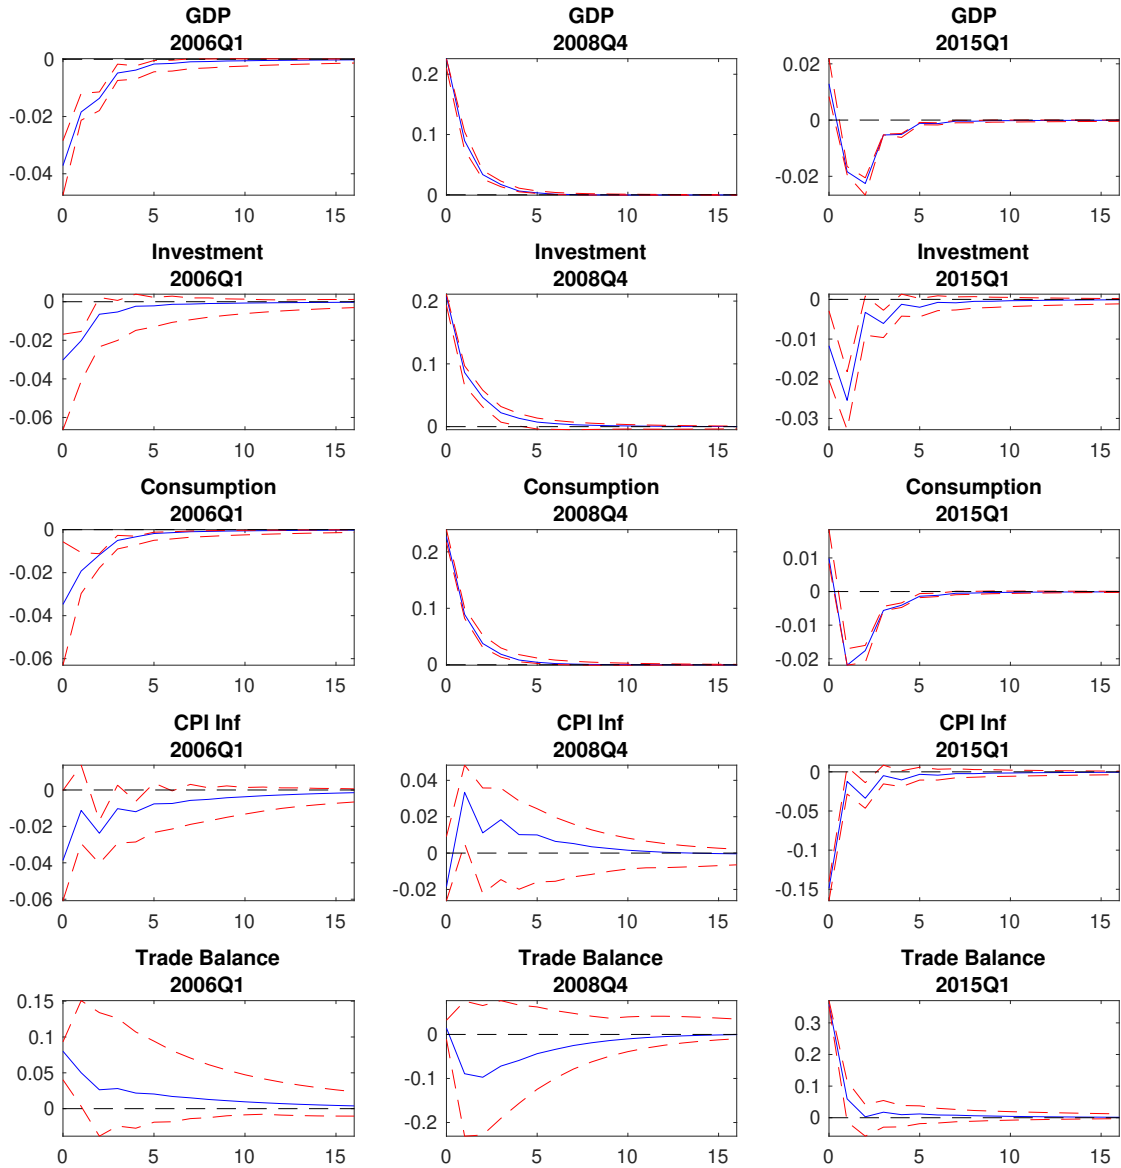 GDP
2006Q1
GDP
2008Q4
GDP
2015Q1
0
-0.02
-0.04
0 5 10 15
0.2
0.1
0
0 5 10 15
0.02
0
-0.02
0 5 10 15
Investment
2006Q1
Investment
2008Q4
Investment
2015Q1
0
-0.02
-0.04
-0.06
0 5 10 15
0.2
0.1
0
0 5 10 15
0
-0.01
-0.02
-0.03
0 5 10 15
Consumption
2006Q1
Consumption
2008Q4
Consumption
2015Q1
0
-0.02
-0.04
-0.06
0 5 10 15
0.2
0.1
0
0 5 10 15
0.01
0
-0.01
-0.02
0 5 10 15
CPI Inf
2006Q1
CPI Inf
2008Q4
CPI Inf
2015Q1
0
-0.02
-0.04
-0.06
0 5 10 15
0.04
0.02
0
-0.02
0 5 10 15
0
-0.05
-0.1
-0.15
0 5 10 15
Trade Balance
2006Q1
Trade Balance
2008Q4
Trade Balance
2015Q1
0.15
0.1
0.05
0
0 5 10 15
0
-0.1
-0.2
0 5 10 15
0.3
0.2
0.1
0
0 5 10 15